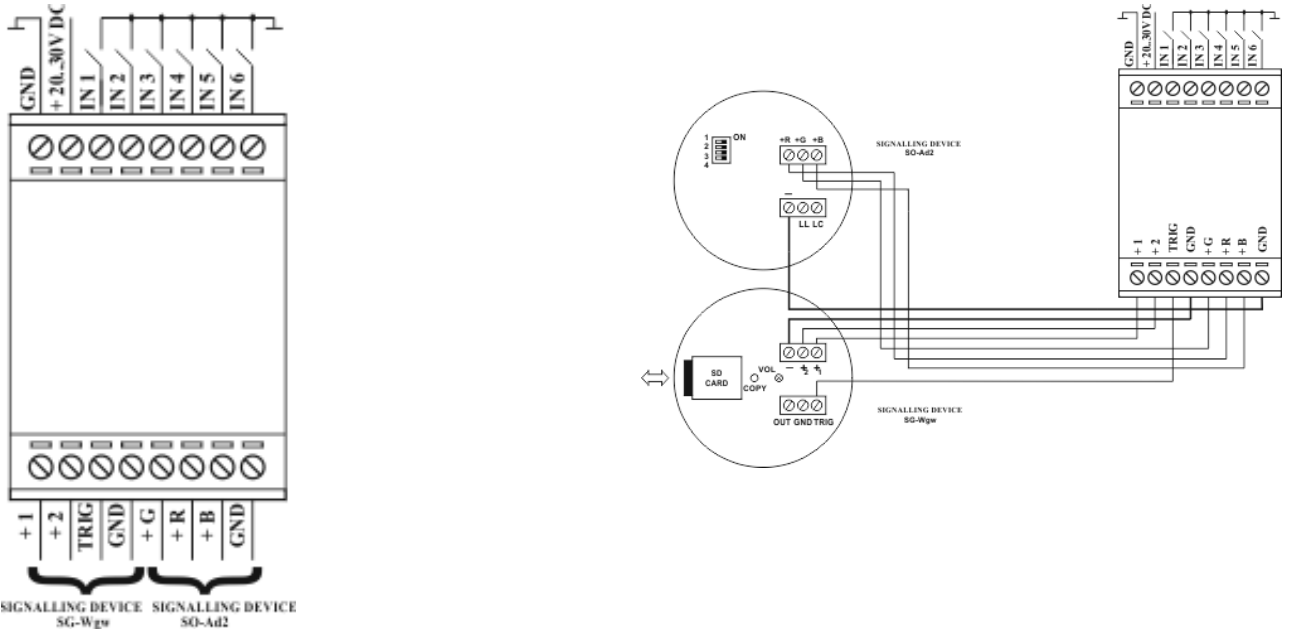 GND
+20..30V DC
IN 1
IN 2
IN 3
IN 4
IN 5
IN 6
+1
+2
TRIG
GND
+G
+R
+B
GND
SIGNALLING DEVICE
SG-Wgw
SIGNALLING DEVICE
SO-Ad2
1
2
3
4
ON
+R +G +B
–
LL LC
SIGNALLING DEVICE
SO-Ad2
SD
CARD
COPY
VOL
– +2 +1
OUT GND TRIG
SIGNALLING DEVICE
SG-Wgw
GND
+20..30V DC
IN 1
IN 2
IN 3
IN 4
IN 5
IN 6
+1
+2
TRIG
GND
+G
+R
+B
GND